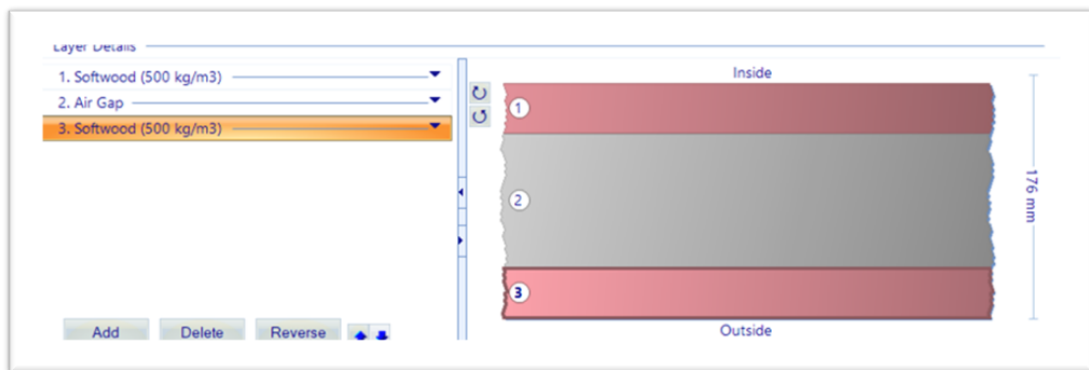 Layer Details
1. Softwood (500 kg/m3)
2. Air Gap
3. Softwood (500 kg/m3)
Inside
1
2
3
176 mm
Outside
Add
Delete
Reverse